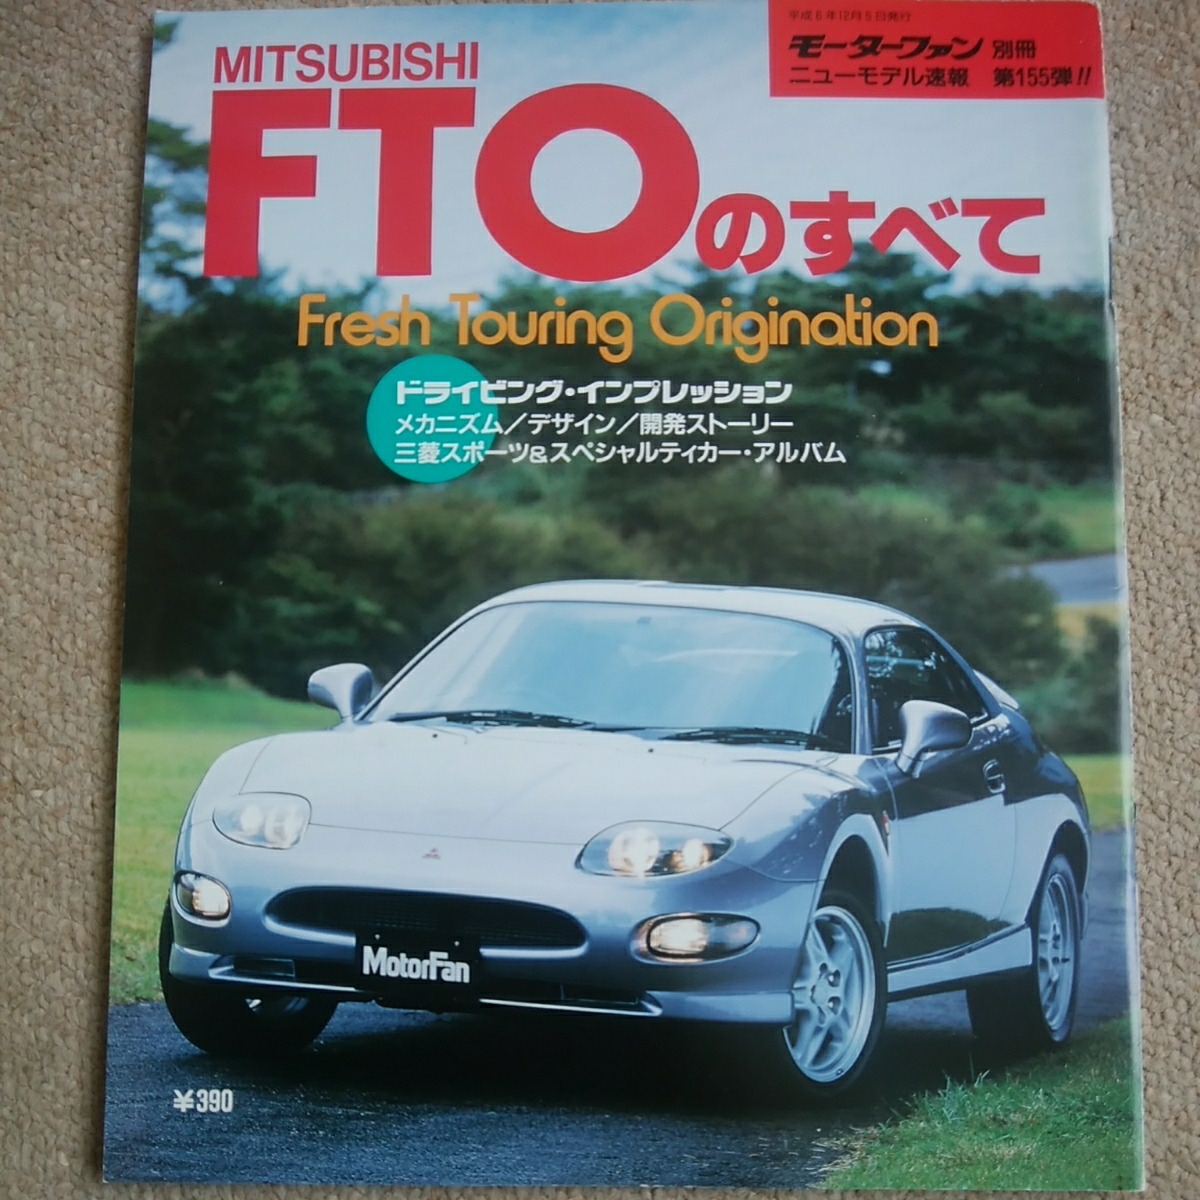 平成6年12月5日発行
モーターファン 別冊
ニューモデル速報 第155弾!!
MITSUBISHI
FTOのすべて
Fresh Touring Origination
ドライビング・インプレッション
メカニズム/デザイン/開発ストーリー
三菱スポーツ&スペシャルティカー・アルバム
MotorFan
¥390